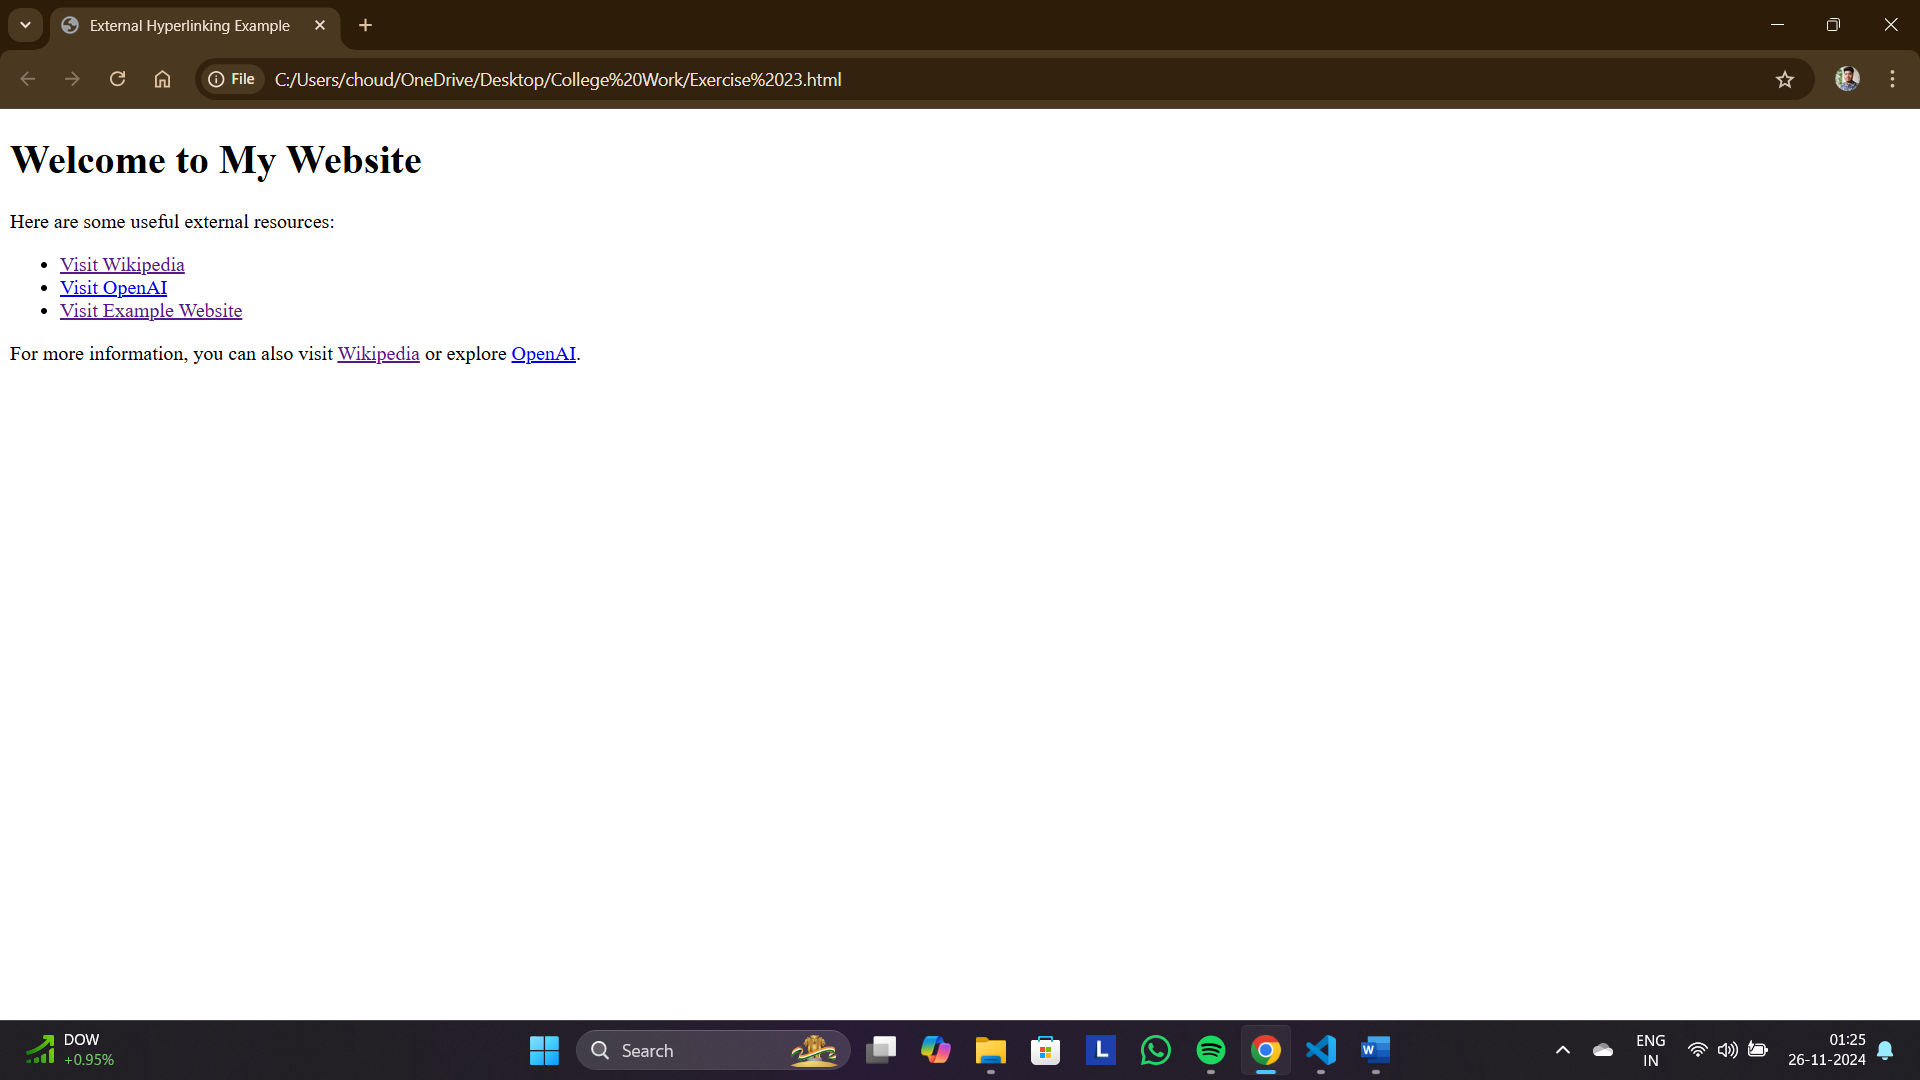 External Hyperlinking Example
File
C:/Users/choud/OneDrive/Desktop/College%20Work/Exercise%2023.html
Welcome to My Website
Here are some useful external resources:
Visit Wikipedia
Visit OpenAI
Visit Example Website
For more information, you can also visit Wikipedia or explore OpenAI.
DOW
+0.95%
Search
L
W
ENG
IN
01:25
26-11-2024